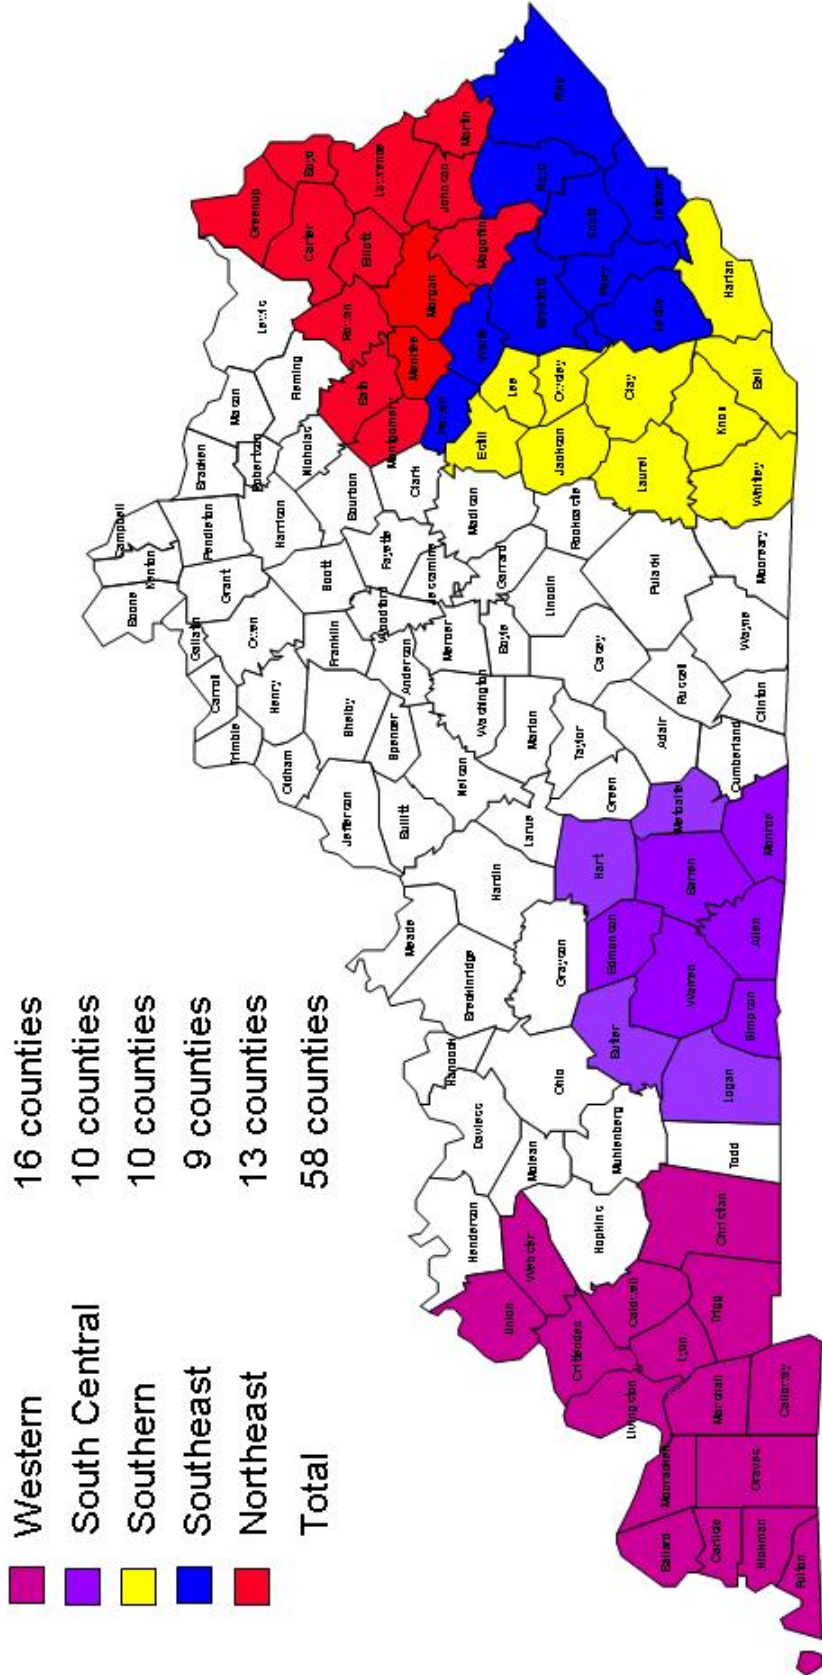 Western 16 counties
South Central 10 counties
Southern 10 counties
Southeast 9 counties
Northeast 13 counties
Total 58 counties
Campbell
Boone
Kenton
Bracken
Pendleton
Grant
Gallatin
Carroll
Trimble
Mason
Lewis
Greenup
Robertson
Fleming
Nicholas
Harrison
Owen
Henry
Oldham
Boyd
Carter
Rowan
Bath
Bourbon
Scott
Franklin
Shelby
Jefferson
Lawrence
Elliott
Morgan
Menifee
Montgomery
Clark
Fayette
Woodford
Anderson
Spencer
Bullitt
Meade
Hancock
Martin
Johnson
Magoffin
Wolfe
Powell
Estill
Madison
Jessamine
Mercer
Washington
Nelson
Hardin
Breckinridge
Daviess
Henderson
Union
Webster
Pike
Floyd
Breathitt
Lee
Owsley
Jackson
Garrard
Boyle
Lincoln
Marion
Larue
Grayson
Ohio
McLean
Knott
Perry
Rockcastle
Casey
Taylor
Green
Hart
Edmonson
Butler
Muhlenberg
Hopkins
Crittenden
Caldwell
Livingston
Lyon
Letcher
Leslie
Clay
Laurel
Pulaski
Russell
Adair
Metcalfe
Barren
Warren
Logan
Christian
Trigg
Marshall
McCracken
Ballard
Harlan
Bell
Knox
Whitley
McCreary
Wayne
Clinton
Cumberland
Monroe
Allen
Simpson
Todd
Calloway
Graves
Carlisle
Hickman
Fulton